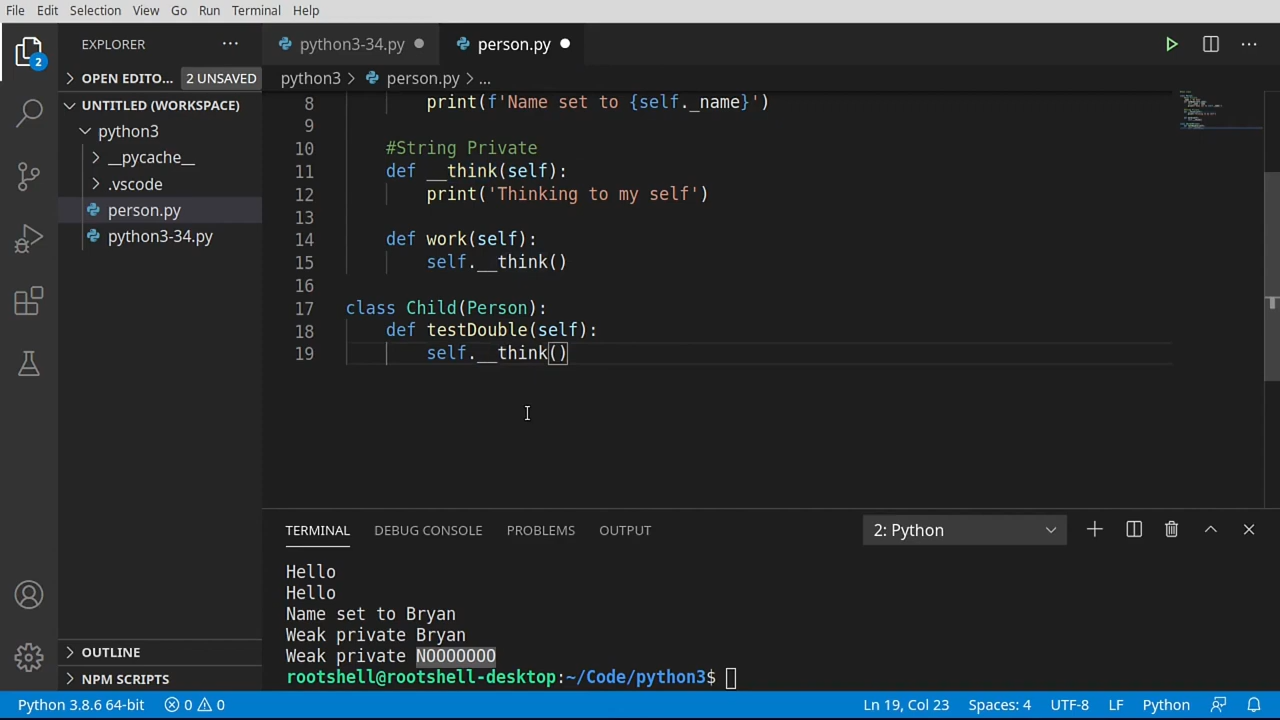 File Edit Selection View Go Run Terminal Help
EXPLORER
python3-34.py
person.py
2
OPEN EDITO... 2 UNSAVED
python3 > person.py > ...
UNTITLED (WORKSPACE)
python3
__pycache__
.vscode
person.py
python3-34.py
8 print(f'Name set to {self._name}')
9
10 #String Private
11 def __think(self):
12 print('Thinking to my self')
13
14 def work(self):
15 self.__think()
16
17 class Child(Person):
18 def testDouble(self):
19 self.__think()
TERMINAL DEBUG CONSOLE PROBLEMS OUTPUT 2: Python
Hello
Hello
Name set to Bryan
Weak private Bryan
Weak private NOOOOOOO
rootshell@rootshell-desktop:~/Code/python3$
OUTLINE
NPM SCRIPTS
Python 3.8.6 64-bit 0 0 Ln 19, Col 23 Spaces: 4 UTF-8 LF Python